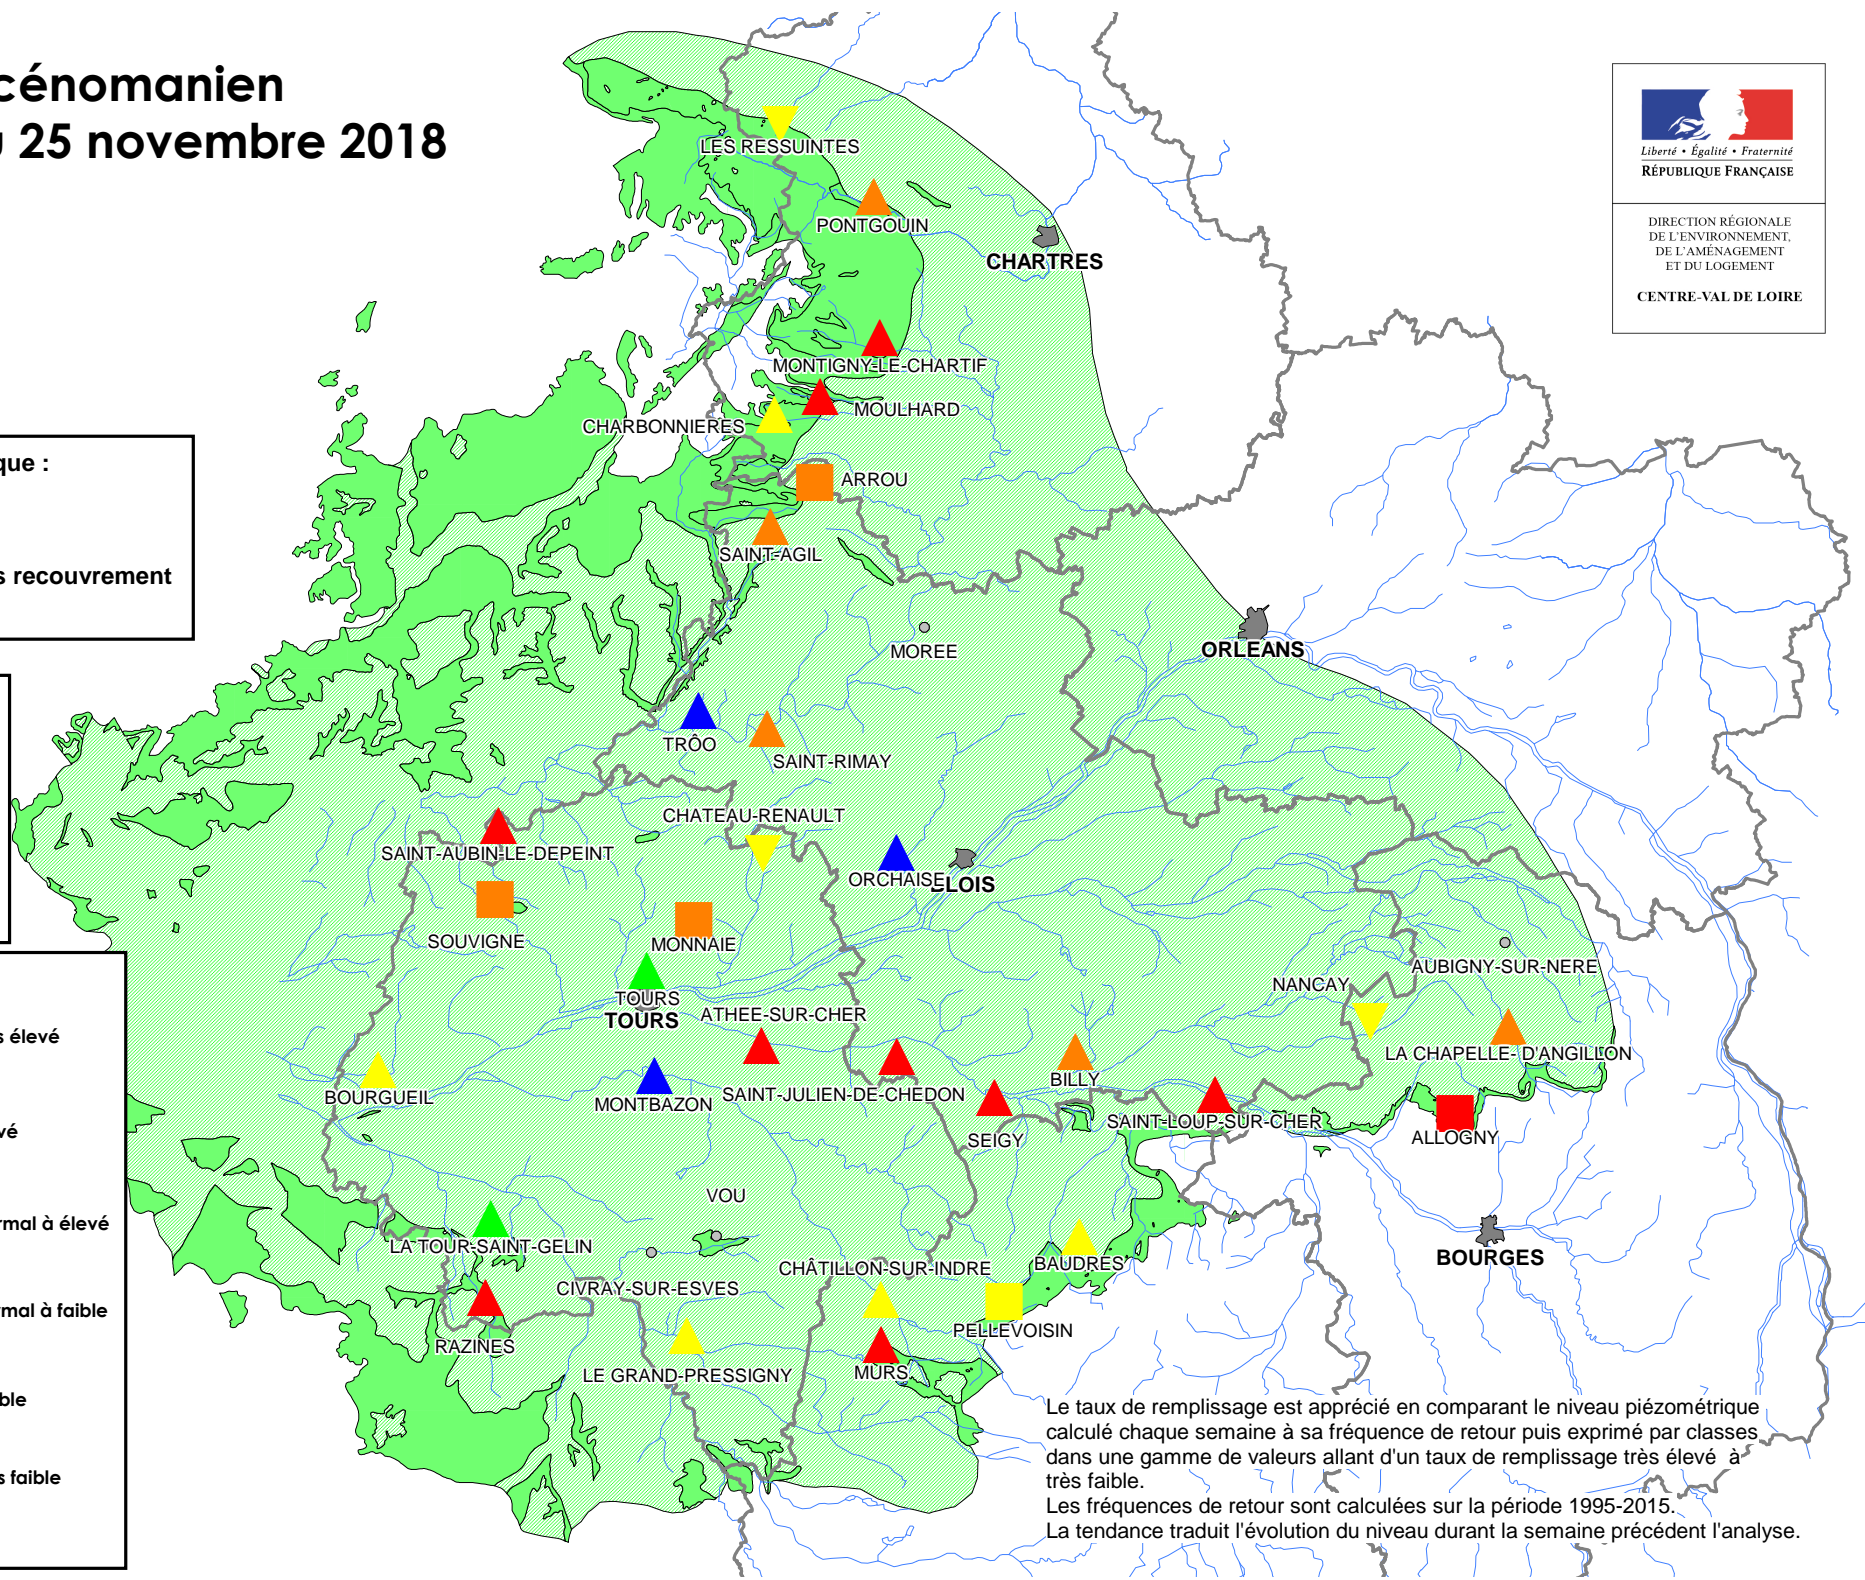 cénomanien
25 novembre 2018
Liberté • Égalité • Fraternité
RÉPUBLIQUE FRANÇAISE
DIRECTION RÉGIONALE
DE L'ENVIRONNEMENT,
DE L'AMÉNAGEMENT
ET DU LOGEMENT
CENTRE-VAL DE LOIRE
LES RESSUINTES
PONTGOUIN
CHARTRES
MONTIGNY-LE-CHARTIF
MOULHARD
CHARBONNIERES
que :
ARROU
SAINT-AGIL
s recouvrement
MOREE
ORLEANS
TRÔO
SAINT-RIMAY
CHATEAU-RENAULT
SAINT-AUBIN-LE-DEPEINT
ORCHAISE
BLOIS
SOUVIGNE
MONNAIE
AUBIGNY-SUR-NERE
NANCAY
TOURS
TOURS
ATHEE-SUR-CHER
s élevé
LA CHAPELLE- D'ANGILLON
BILLY
BOURGUEIL
MONTBAZON
SAINT-JULIEN-DE-CHEDON
SAINT-LOUP-SUR-CHER
vé
SEIGY
ALLOGNY
VOU
rmal à élevé
LA TOUR-SAINT-GELIN
BOURGES
CHÂTILLON-SUR-INDRE
BAUDRES
CIVRAY-SUR-ESVES
rmal à faible
PELLEVOISIN
RAZINES
LE GRAND-PRESSIGNY
MURS
ble
s faible
Le taux de remplissage est apprécié en comparant le niveau piézométrique
calculé chaque semaine à sa fréquence de retour puis exprimé par classes
dans une gamme de valeurs allant d'un taux de remplissage très élevé à
très faible.
Les fréquences de retour sont calculées sur la période 1995-2015.
La tendance traduit l'évolution du niveau durant la semaine précédent l'analyse.